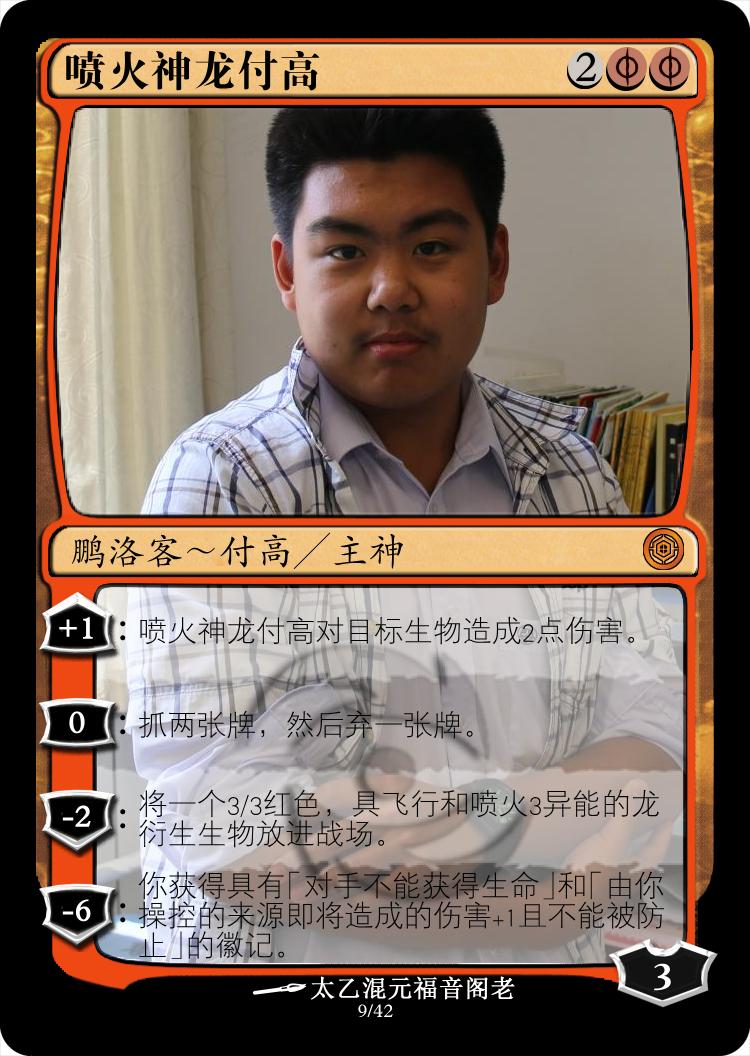 喷火神龙付高 2
鹏洛客～付高／主神
+1：喷火神龙付高对目标生物造成2点伤害。
0：抓两张牌，然后弃一张牌。
-2：将一个3/3红色，具飞行和喷火3异能的龙
衍生生物放进战场。
-6：你获得具有「对手不能获得生命」和「由你
操控的来源即将造成的伤害+1且不能被防
止」的徽记。
3
太乙混元福音阁老
9/42